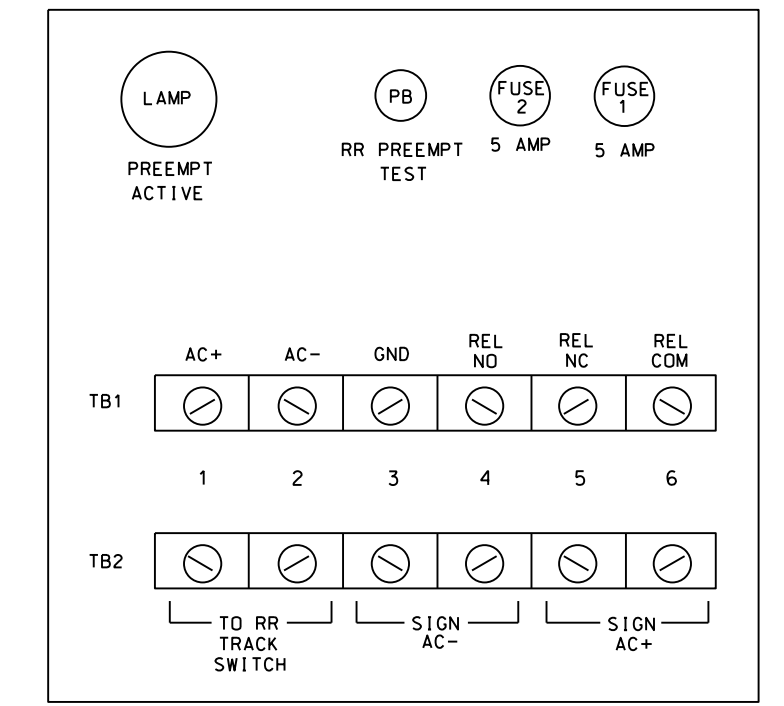 LAMP
PREEMPT
ACTIVE
PB
RR PREEMPT
TEST
FUSE
2
5 AMP
FUSE
1
5 AMP
AC+
AC-
GND
REL
NO
REL
NC
REL
COM
TB1
1 2 3 4 5 6
TB2
TO RR
TRACK
SWITCH
SIGN
AC-
SIGN
AC+